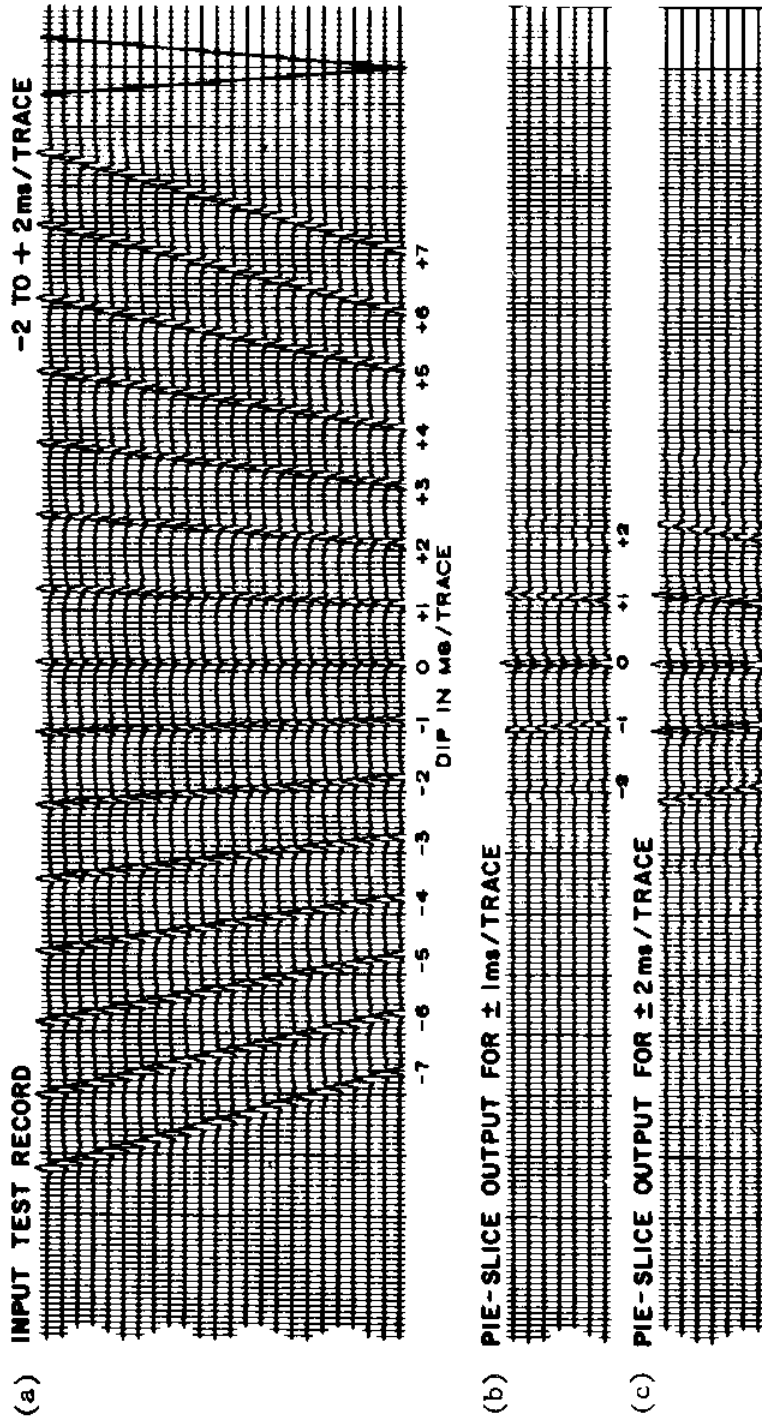 (a)
INPUT TEST RECORD
-2 TO + 2ms/TRACE
-7 -6 -5 -4 -3 -2 -1 0 +1 +2 +3 +4 +5 +6 +7
DIP IN MS/TRACE
(b)
PIE-SLICE OUTPUT FOR ± 1ms/TRACE
-2 -1 0 +1 +2
(c)
PIE-SLICE OUTPUT FOR ± 2ms/TRACE